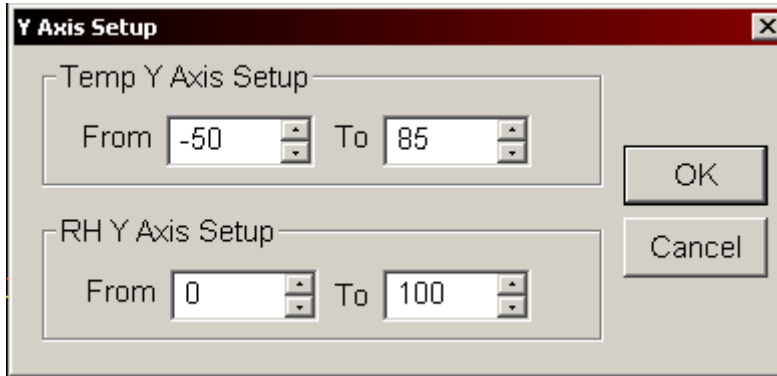 Y Axis Setup
Temp Y Axis Setup
From -50 To 85
OK
RH Y Axis Setup
Cancel
From 0 To 100